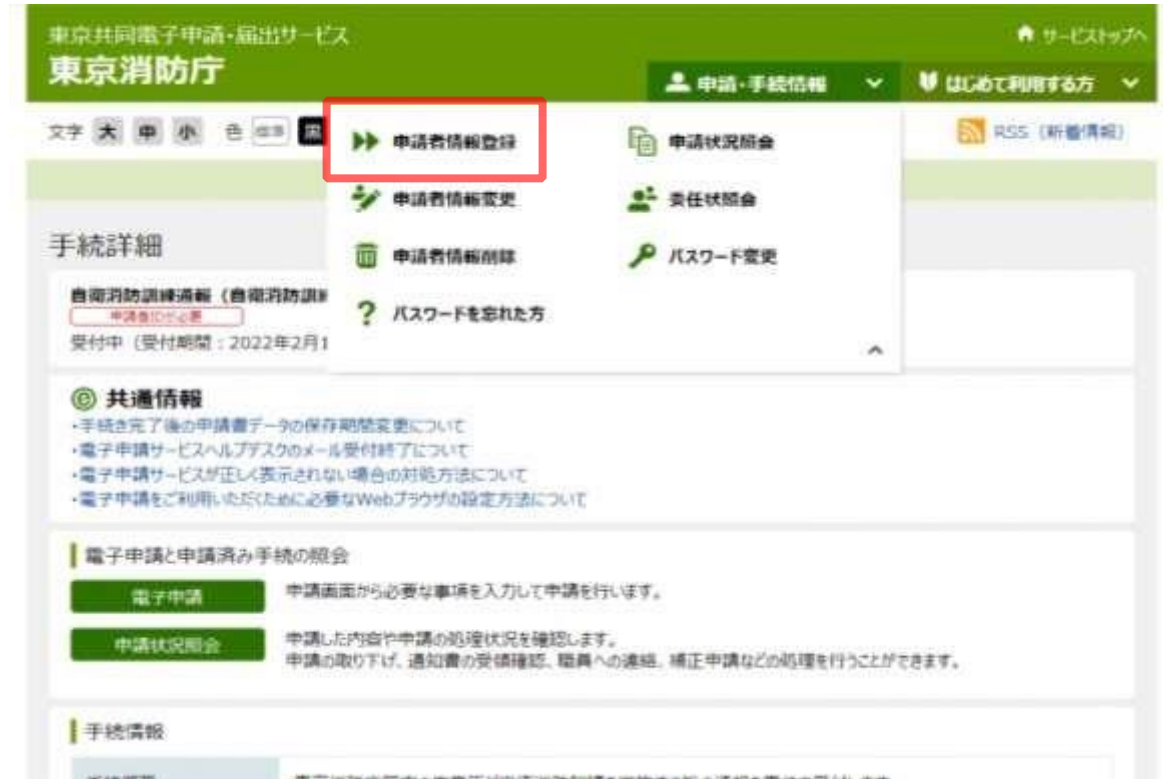 東京共同電子申請・届出サービス
サービストップへ
東京消防庁
申請・手続情報
はじめて利用する方
文字 大 中 小 色 標準 黒
RSS（新着情報）
申請者情報登録
申請状況照会
申請者情報変更
委任状照会
申請者情報削除
パスワード変更
パスワードを忘れた方
手続詳細
自衛消防訓練通報（自衛消防訓練
申請者IDが必要
受付中（受付期間：2022年2月1
共通情報
・手続き完了後の申請書データの保存期間変更について
・電子申請サービスヘルプデスクのメール受付終了について
・電子申請サービスが正しく表示されない場合の対処方法について
・電子申請をご利用いただくために必要なWebブラウザの設定方法について
電子申請と申請済み手続の照会
電子申請
申請画面から必要な事項を入力して申請を行います。
申請状況照会
申請した内容や申請の処理状況を確認します。
申請の取り下げ、通知書の受領確認、職員への連絡、補正申請などの処理を行うことができます。
手続情報